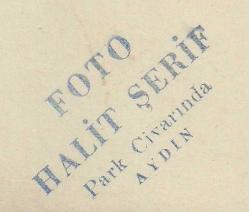 FOTO
HALİT ŞERİF
Park Civarında
AYDIN